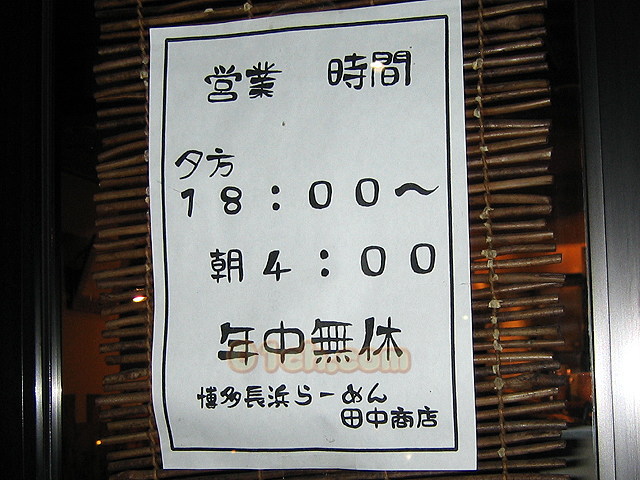 営業 時間
夕方
18:00～
朝4:00
年中無休
博多長浜らーめん
田中商店